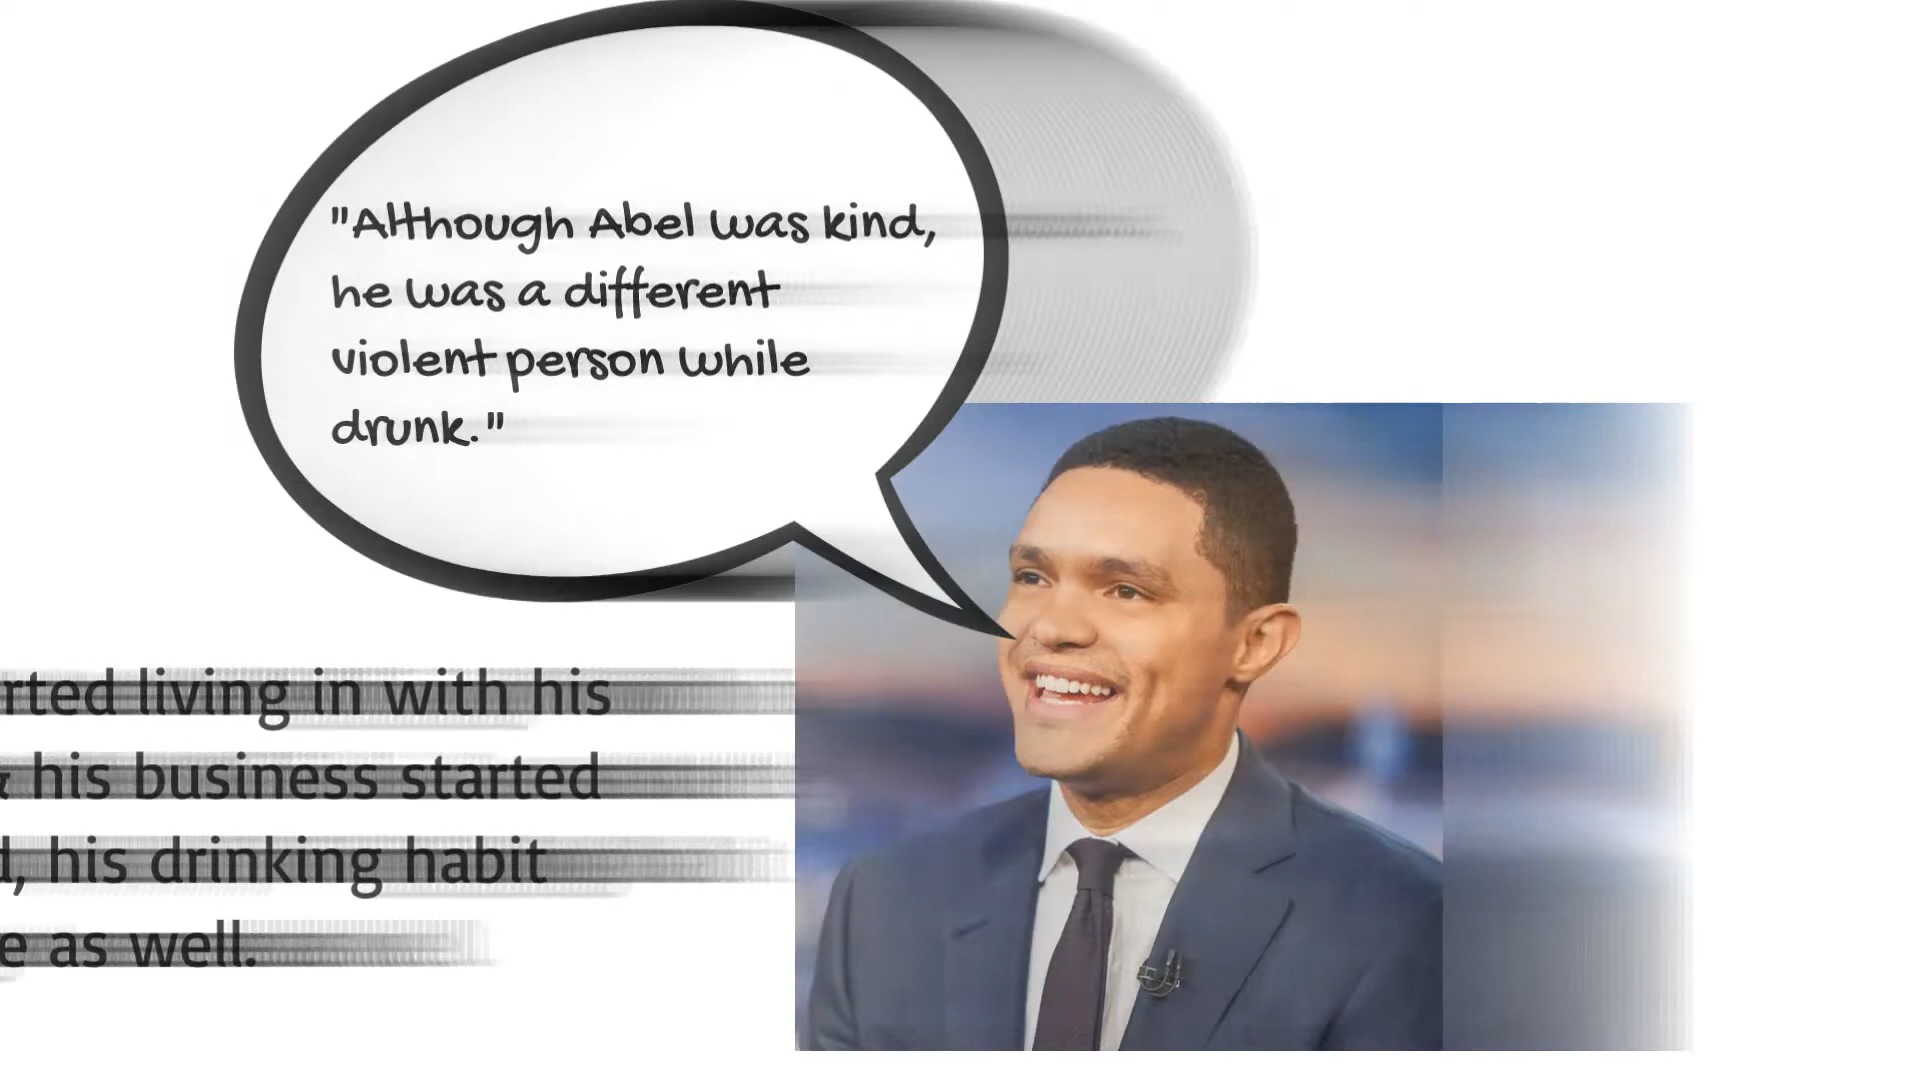 "Although Abel was kind,
he was a different
violent person while
drunk."
rted living in with his
his business started
, his drinking habit
e as well.